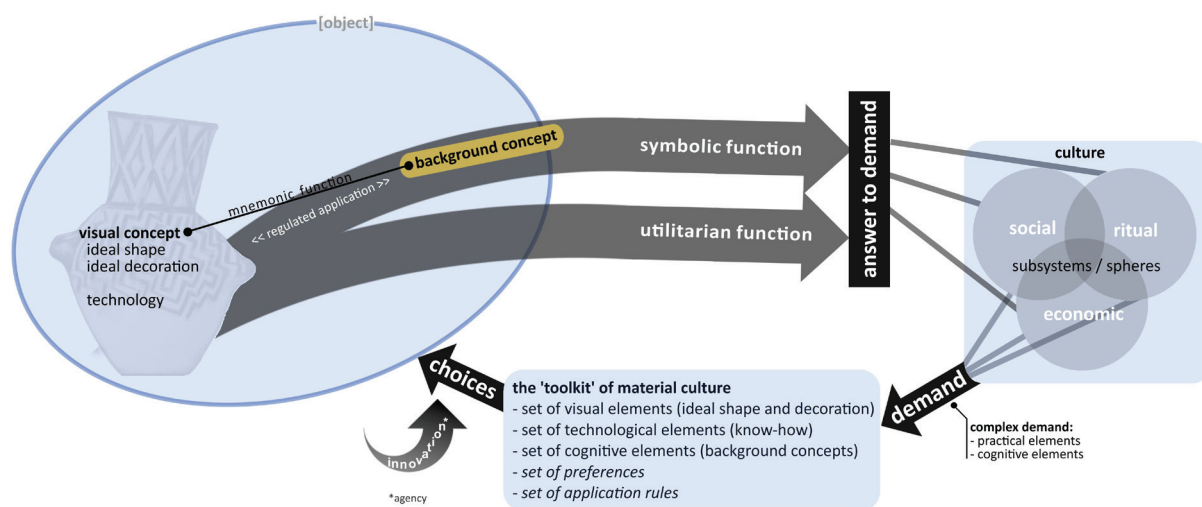 [object]
background concept
mnemonic function
<< regulated application >>
visual concept
ideal shape
ideal decoration
technology
symbolic function
utilitarian function
answer to demand
culture
social
ritual
subsystems / spheres
economic
demand
complex demand:
- practical elements
- cognitive elements
the 'toolkit' of material culture
- set of visual elements (ideal shape and decoration)
- set of technological elements (know-how)
- set of cognitive elements (background concepts)
- set of preferences
- set of application rules
choices
innovation*
*agency